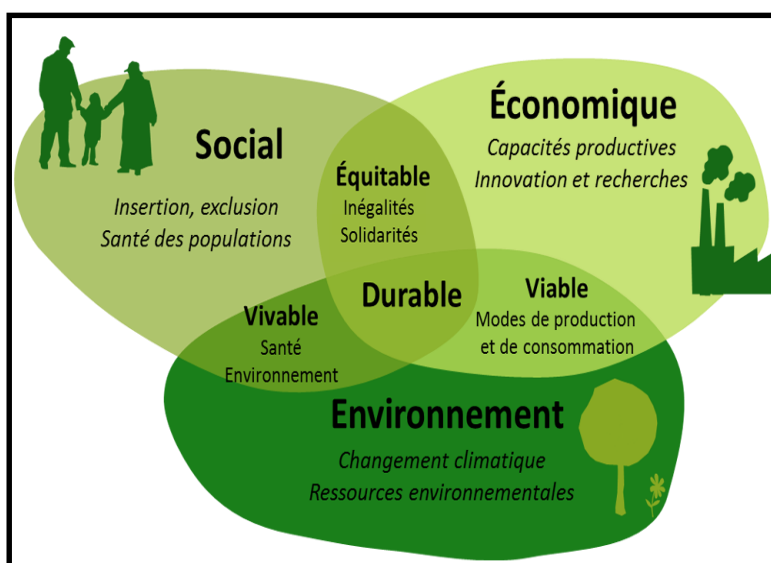 Social
Insertion, exclusion
Santé des populations
Économique
Capacités productives
Innovation et recherches
Équitable
Inégalités
Solidarités
Durable
Vivable
Santé
Environnement
Viable
Modes de production
et de consommation
Environnement
Changement climatique
Ressources environnementales